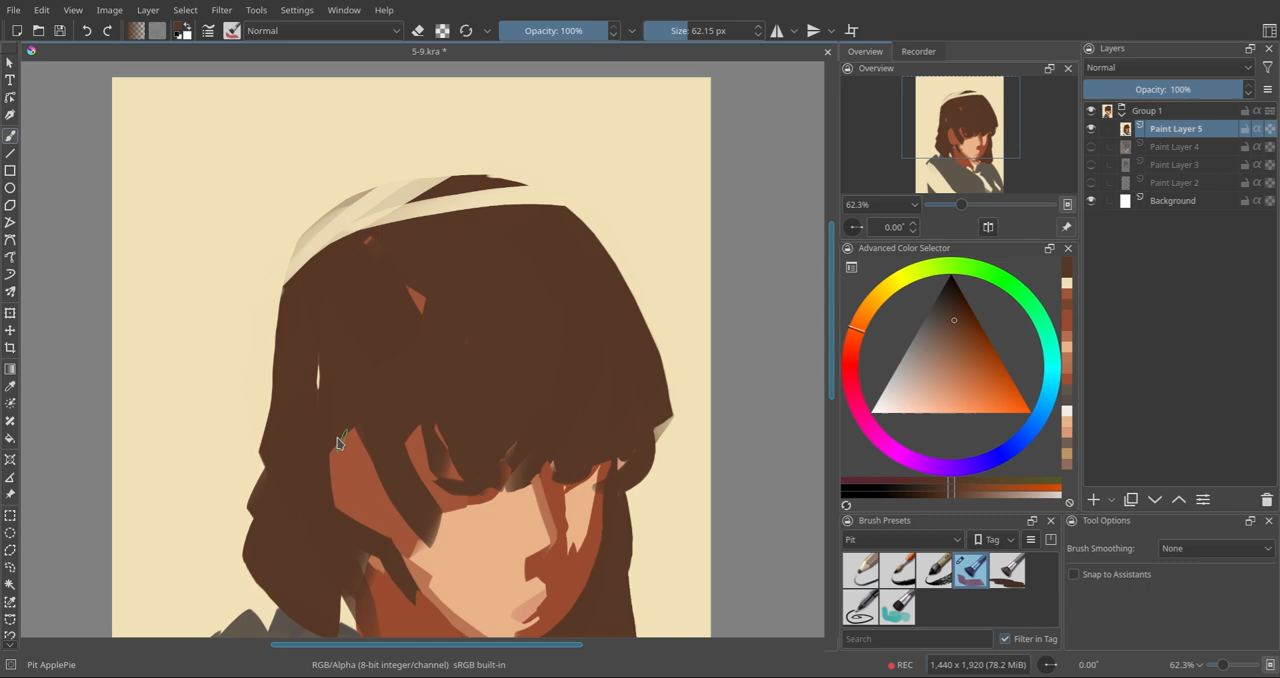 File Edit View Image Layer Select Filter Tools Settings Window Help
Normal Opacity: 100% Size: 62.15 px
5-9.kra *
Overview Recorder
Overview
62.3%
0.00°
Advanced Color Selector
Brush Presets
Pit Tag
Search Filter in Tag
Layers
Normal
Opacity: 100%
Group 1
Paint Layer 5
Paint Layer 4
Paint Layer 3
Paint Layer 2
Background
Tool Options
Brush Smoothing: None
Snap to Assistants
Pit ApplePie RGB/Alpha (8-bit integer/channel) sRGB built-in REC 1,440 x 1,920 (78.2 MiB) 0.00° 62.3%